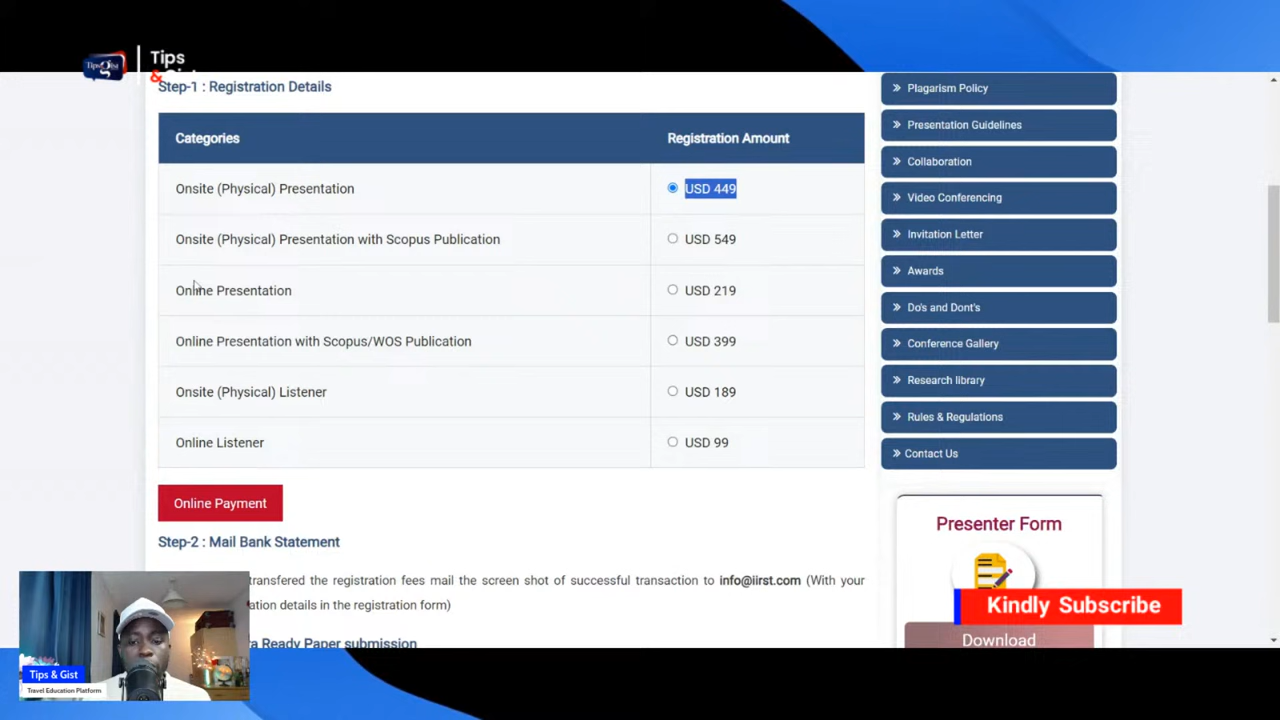 Tips
Tips Gist
Step-1 : Registration Details
Categories Registration Amount
Onsite (Physical) Presentation USD 449
Onsite (Physical) Presentation with Scopus Publication USD 549
Online Presentation USD 219
Online Presentation with Scopus/WOS Publication USD 399
Onsite (Physical) Listener USD 189
Online Listener USD 99
Online Payment
Step-2 : Mail Bank Statement
transfered the registration fees mail the screen shot of successful transaction to info@iirst.com (With your
ation details in the registration form)
Ready Paper submission
Plagarism Policy
Presentation Guidelines
Collaboration
Video Conferencing
Invitation Letter
Awards
Do's and Dont's
Conference Gallery
Research library
Rules & Regulations
Contact Us
Presenter Form
Kindly Subscribe
Download
Tips & Gist
Travel Education Platform